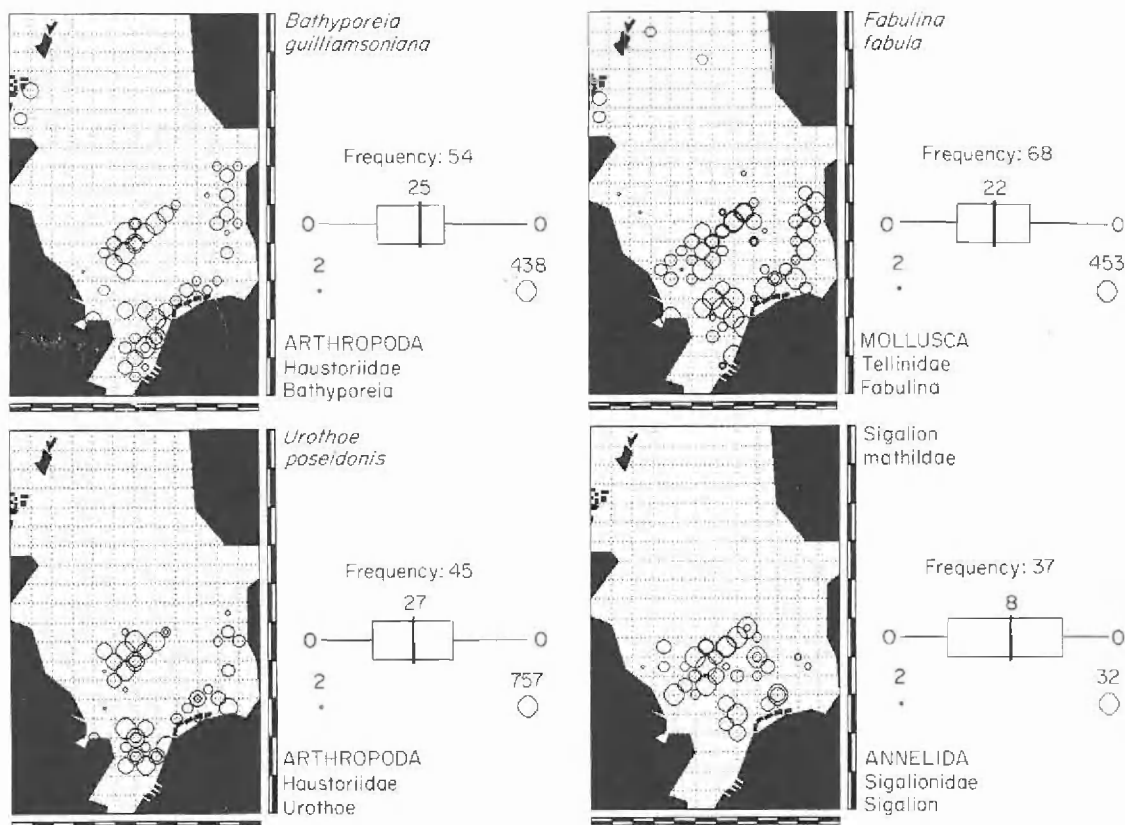 Bathyporeia
guilliamsoniana
Frequency: 54
25
0 0
2 438
ARTHROPODA
Haustoriidae
Bathyporeia
Fabulina
fabula
Frequency: 68
22
0 0
2 453
MOLLUSCA
Tellinidae
Fabulina
Urothoe
poseidonis
Frequency: 45
27
0 0
2 757
ARTHROPODA
Haustoriidae
Urothoe
Sigalion
mathildae
Frequency: 37
8
0 0
2 32
ANNELIDA
Sigalionidae
Sigalion